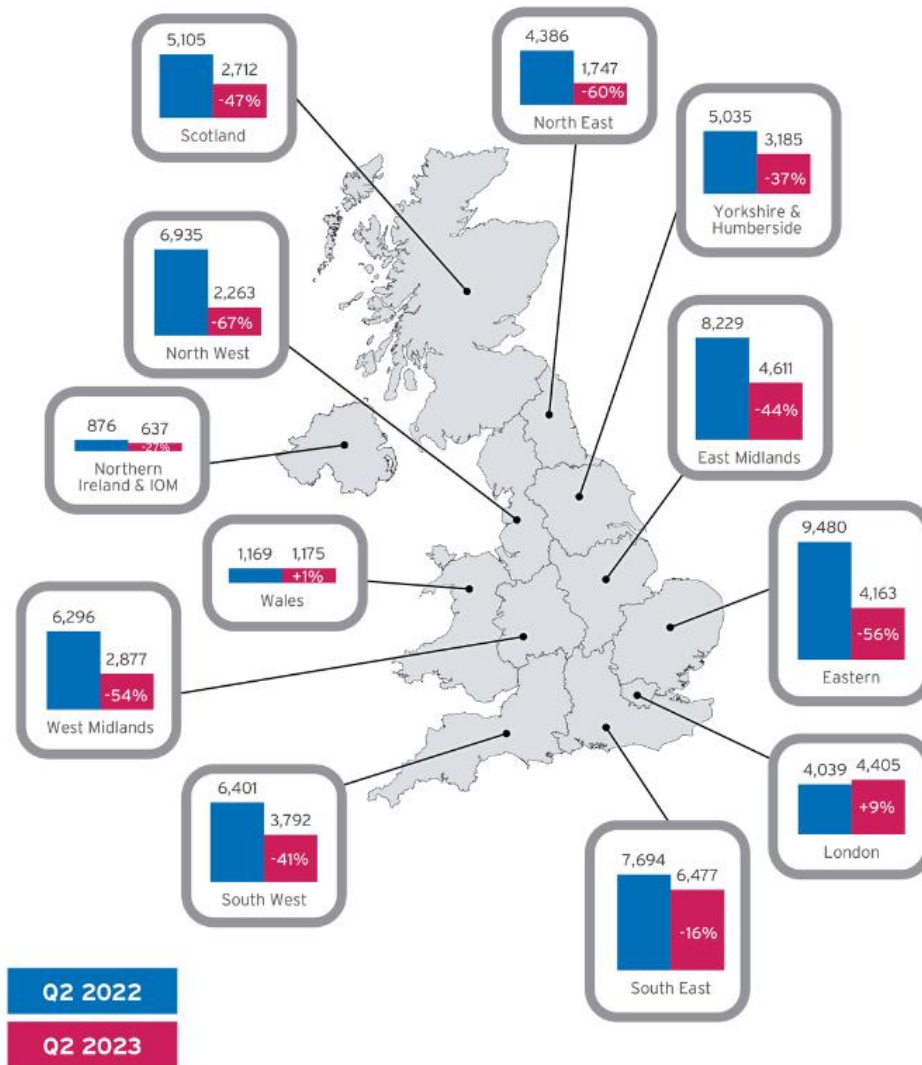 5,105
2,712
-47%
Scotland
4,386
1,747
-60%
North East
5,035
3,185
-37%
Yorkshire &
Humberside
6,935
2,263
-67%
North West
8,229
4,611
-44%
East Midlands
876
637
-27%
Northern
Ireland & IOM
1,169
1,175
+1%
Wales
9,480
4,163
-56%
Eastern
6,296
2,877
-54%
West Midlands
6,401
3,792
-41%
South West
4,039
4,405
+9%
London
7,694
6,477
-16%
South East
Q2 2022
Q2 2023